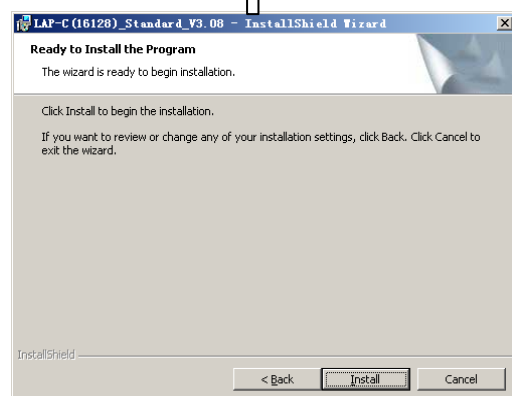 LAP-C(16128)_Standard_V3.08 - InstallShield Wizard
Ready to Install the Program
The wizard is ready to begin installation.
Click Install to begin the installation.
If you want to review or change any of your installation settings, click Back. Click Cancel to
exit the wizard.
InstallShield
< Back Install Cancel